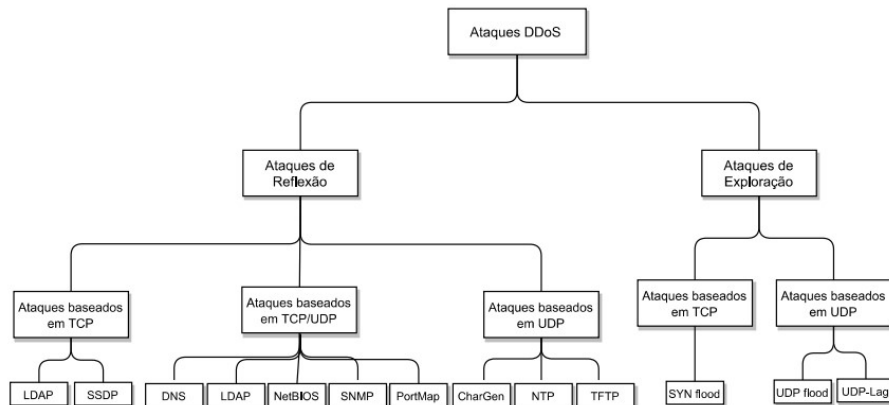 Ataques DDoS
Ataques de
Reflexão
Ataques de
Exploração
Ataques baseados
em TCP
Ataques baseados
em TCP/UDP
Ataques baseados
em UDP
Ataques baseados
em TCP
Ataques baseados
em UDP
LDAP
SSDP
DNS
LDAP
NetBIOS
SNMP
PortMap
CharGen
NTP
TFTP
SYN flood
UDP flood
UDP-Lag